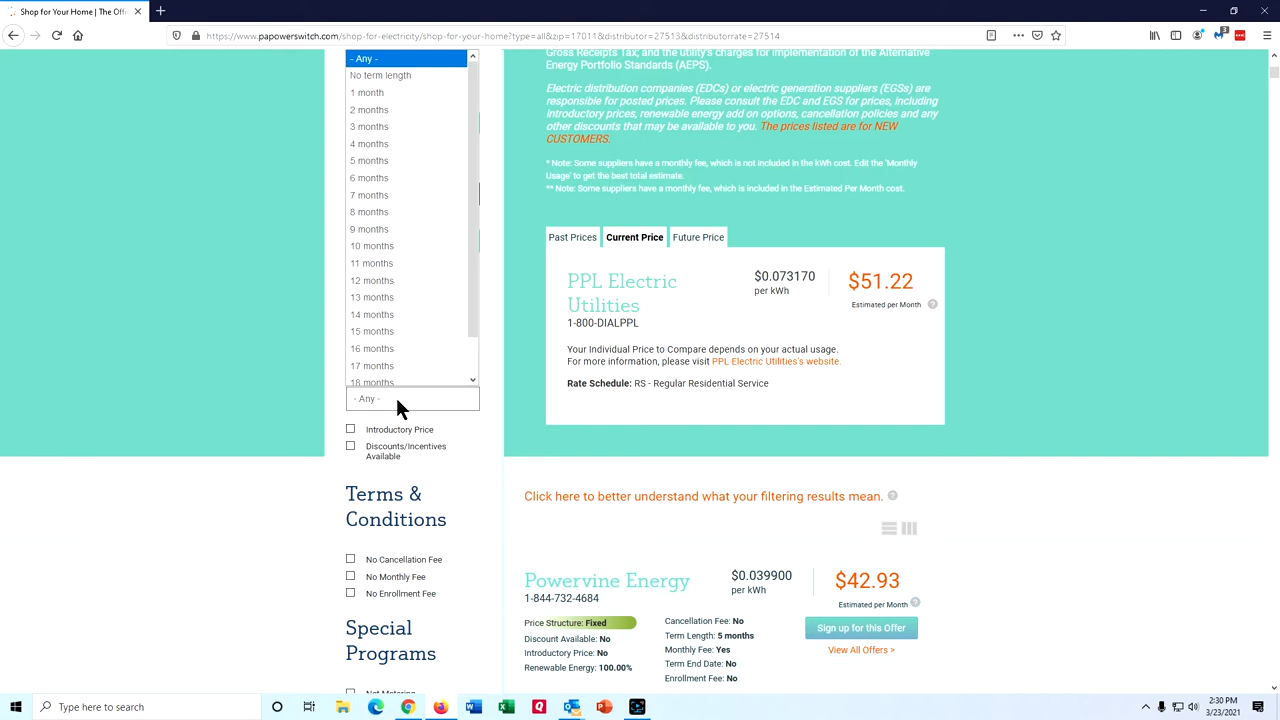 Shop for Your Home | The Offi
https://www.papowerswitch.com/shop-for-electricity/shop-for-your-home?type=all&zip=17011&distributor=27513&distributorrate=27514
3
- Any -
No term length
1 month
2 months
3 months
4 months
5 months
6 months
7 months
8 months
9 months
10 months
11 months
12 months
13 months
14 months
15 months
16 months
17 months
18 months
- Any -
Introductory Price
Discounts/Incentives
Available
Terms &
Conditions
No Cancellation Fee
No Monthly Fee
No Enrollment Fee
Special
Programs
Net Metering
Gross Receipts Tax; and the utility's charges for implementation of the Alternative
Energy Portfolio Standards (AEPS).
Electric distribution companies (EDCs) or electric generation suppliers (EGSs) are
responsible for posted prices. Please consult the EDC and EGS for prices, including
introductory prices, renewable energy add on options, cancellation policies and any
other discounts that may be available to you. The prices listed are for NEW
CUSTOMERS.
* Note: Some suppliers have a monthly fee, which is not included in the kWh cost. Edit the 'Monthly
Usage' to get the best total estimate.
** Note: Some suppliers have a monthly fee, which is included in the Estimated Per Month cost.
Past Prices Current Price Future Price
PPL Electric
Utilities
1-800-DIALPPL
$0.073170
per kWh
$51.22
Estimated per Month ?
Your Individual Price to Compare depends on your actual usage.
For more information, please visit PPL Electric Utilities's website.
Rate Schedule: RS - Regular Residential Service
Click here to better understand what your filtering results mean. ?
Powervine Energy
1-844-732-4684
$0.039900
per kWh
$42.93
Estimated per Month ?
Price Structure: Fixed
Discount Available: No
Introductory Price: No
Renewable Energy: 100.00%
Cancellation Fee: No
Term Length: 5 months
Monthly Fee: Yes
Term End Date: No
Enrollment Fee: No
Sign up for this Offer
View All Offers >
Type here to search
2:30 PM
3/23/2021